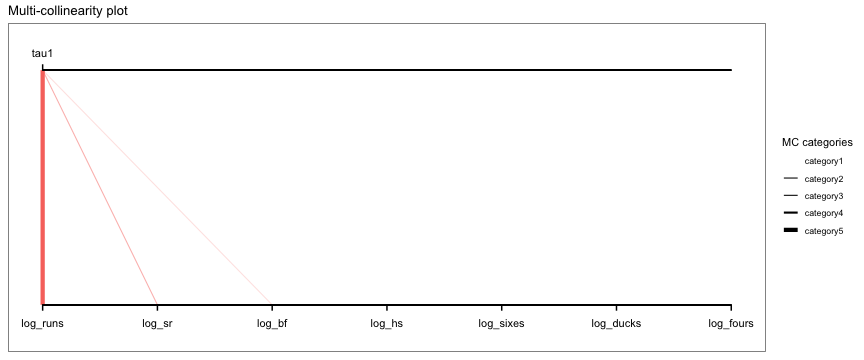 Multi-collinearity plot
tau1
log_runs log_sr log_bf log_hs log_sixes log_ducks log_fours
MC categories
category1
category2
category3
category4
category5